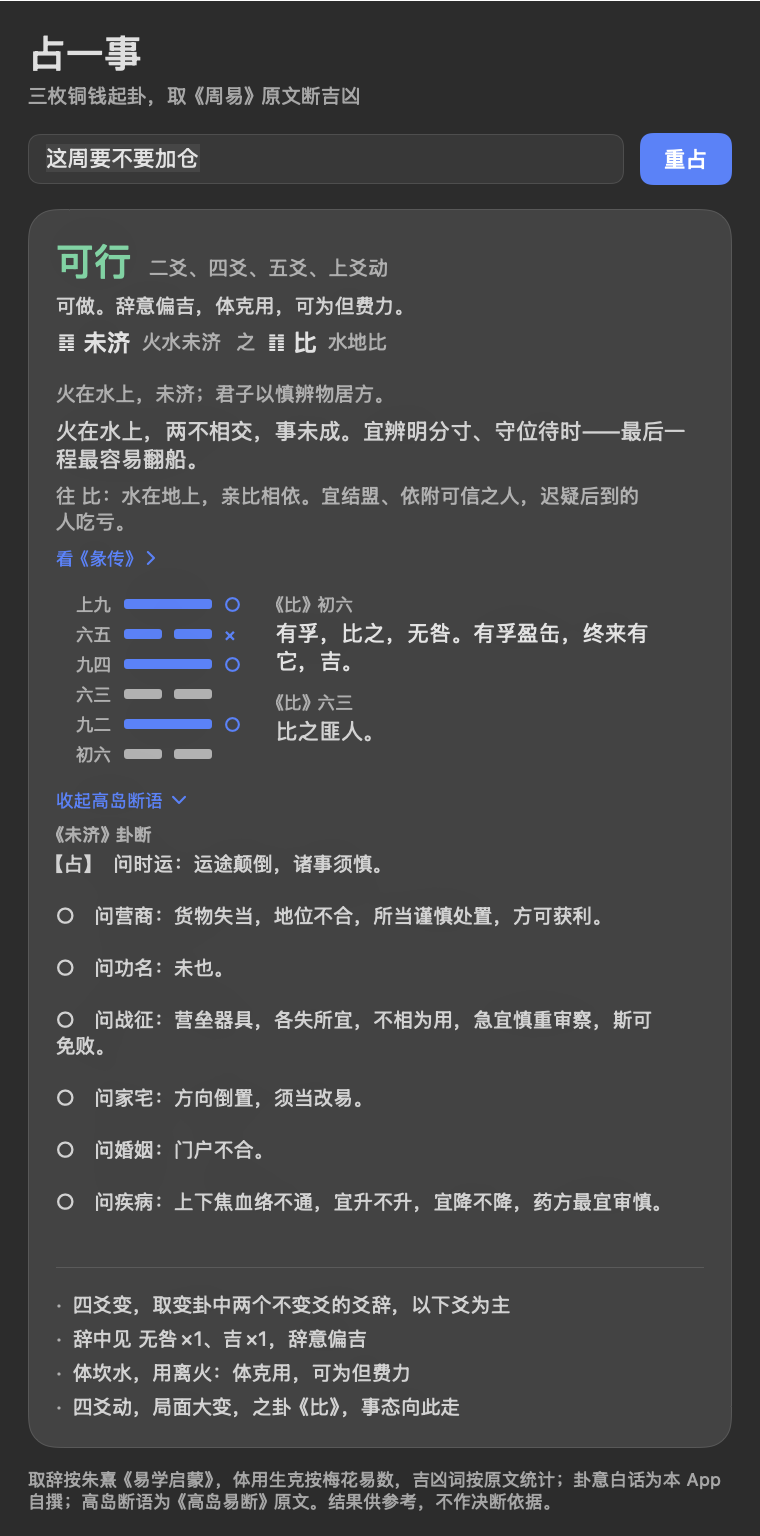 占一事
三枚铜钱起卦，取《周易》原文断吉凶
这周要不要加仓
重占
可行 二爻、四爻、五爻、上爻动
可做。辞意偏吉，体克用，可为但费力。
䷿ 未济 火水未济 之 ䷇ 比 水地比
火在水上，未济；君子以慎辨物居方。
火在水上，两不相交，事未成。宜辨明分寸、守位待时——最后一
程最容易翻船。
往 比：水在地上，亲比相依。宜结盟、依附可信之人，迟疑后到的
人吃亏。
看《彖传》 >
上九 ○
六五 ×
九四 ○
六三
九二 ○
初六
《比》初六
有孚，比之，无咎。有孚盈缶，终来有
它，吉。
《比》六三
比之匪人。
收起高岛断语
《未济》卦断
【占】 问时运：运途颠倒，诸事须慎。
○ 问营商：货物失当，地位不合，所当谨慎处置，方可获利。
○ 问功名：未也。
○ 问战征：营垒器具，各失所宜，不相为用，急宜慎重审察，斯可
免败。
○ 问家宅：方向倒置，须当改易。
○ 问婚姻：门户不合。
○ 问疾病：上下焦血络不通，宜升不升，宜降不降，药方最宜审慎。
· 四爻变，取变卦中两个不变爻的爻辞，以下爻为主
· 辞中见 无咎×1、吉×1，辞意偏吉
· 体坎水，用离火：体克用，可为但费力
· 四爻动，局面大变，之卦《比》，事态向此走
取辞按朱熹《易学启蒙》，体用生克按梅花易数，吉凶词按原文统计；卦意白话为本 App
自撰；高岛断语为《高岛易断》原文。结果供参考，不作决断依据。